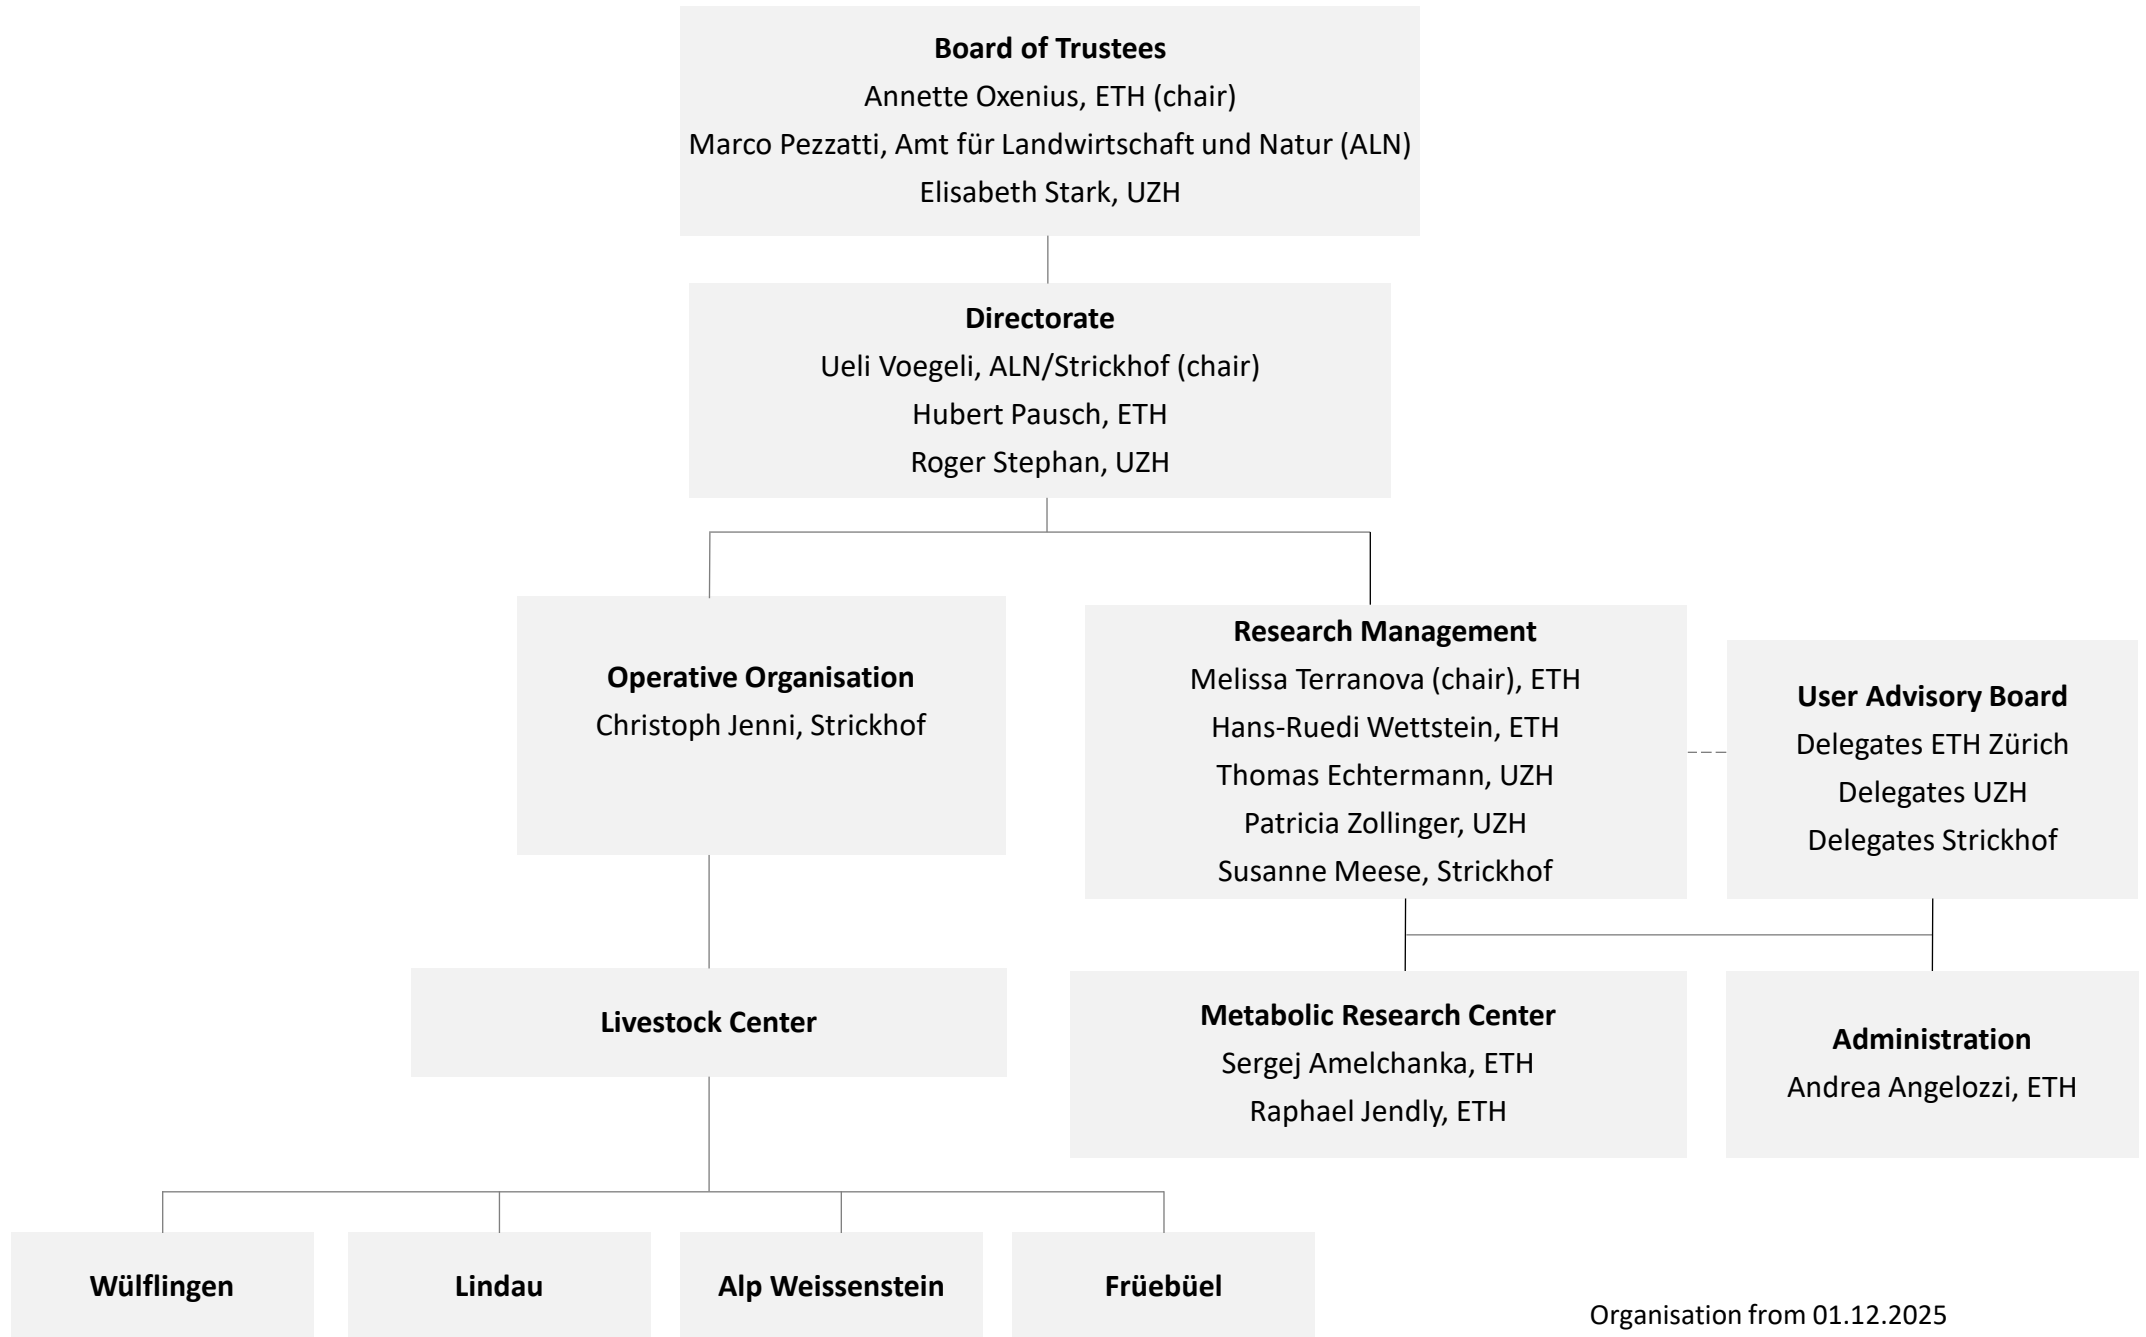 Board of Trustees
Annette Oxenius, ETH (chair)
Marco Pezzatti, Amt für Landwirtschaft und Natur (ALN)
Elisabeth Stark, UZH
Directorate
Ueli Voegeli, ALN/Strickhof (chair)
Hubert Pausch, ETH
Roger Stephan, UZH
Operative Organisation
Christoph Jenni, Strickhof
Research Management
Melissa Terranova (chair), ETH
Hans-Ruedi Wettstein, ETH
Thomas Echtermann, UZH
Patricia Zollinger, UZH
Susanne Meese, Strickhof
User Advisory Board
Delegates ETH Zürich
Delegates UZH
Delegates Strickhof
Livestock Center
Metabolic Research Center
Sergej Amelchanka, ETH
Raphael Jendly, ETH
Administration
Andrea Angelozzi, ETH
Wülflingen
Lindau
Alp Weissenstein
Früebüel
Organisation from 01.12.2025